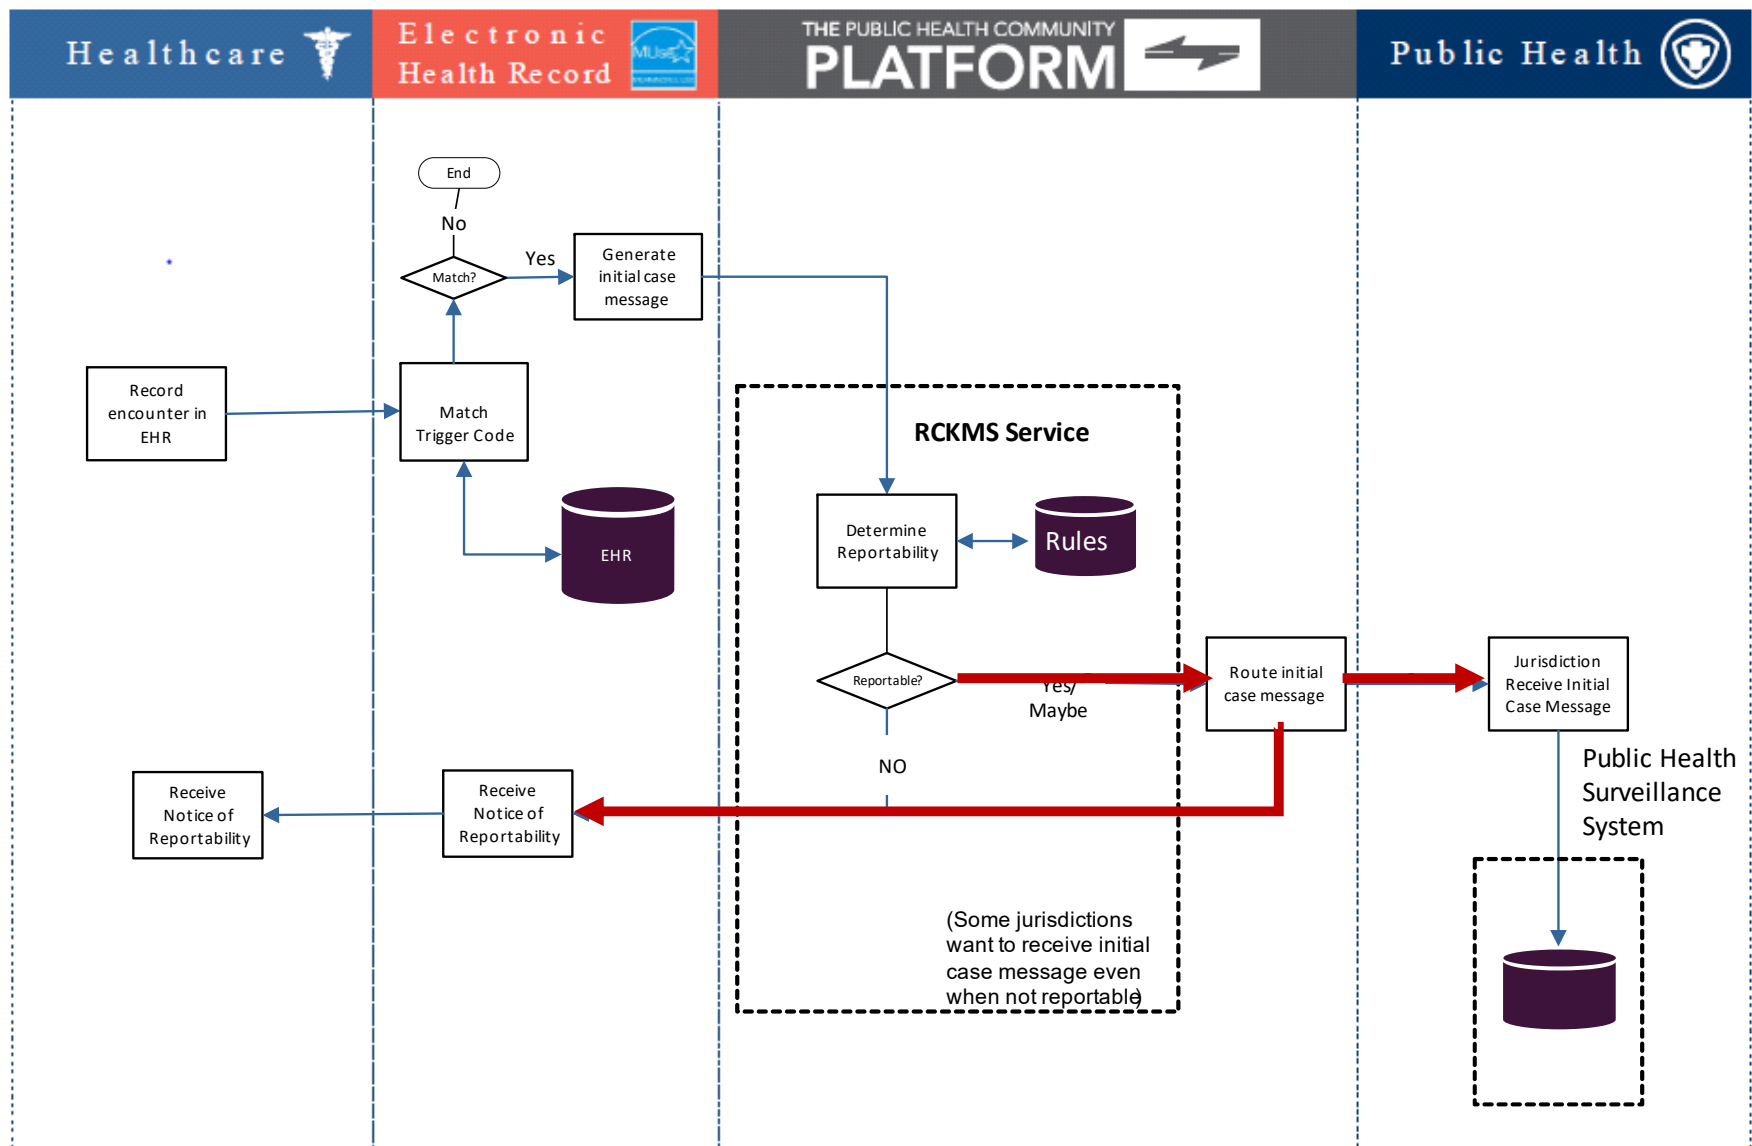 Healthcare
Electronic
Health Record
MUse
THE PUBLIC HEALTH COMMUNITY
PLATFORM
Public Health
End
No
Match?
Yes
Generate
initial case
message
Record
encounter in
EHR
Match
Trigger Code
EHR
RCKMS Service
Determine
Reportability
Rules
Reportable?
Yes/
Maybe
Route initial
case message
Jurisdiction
Receive Initial
Case Message
NO
Receive
Notice of
Reportability
Receive
Notice of
Reportability
Public Health
Surveillance
System
(Some jurisdictions
want to receive initial
case message even
when not reportable)